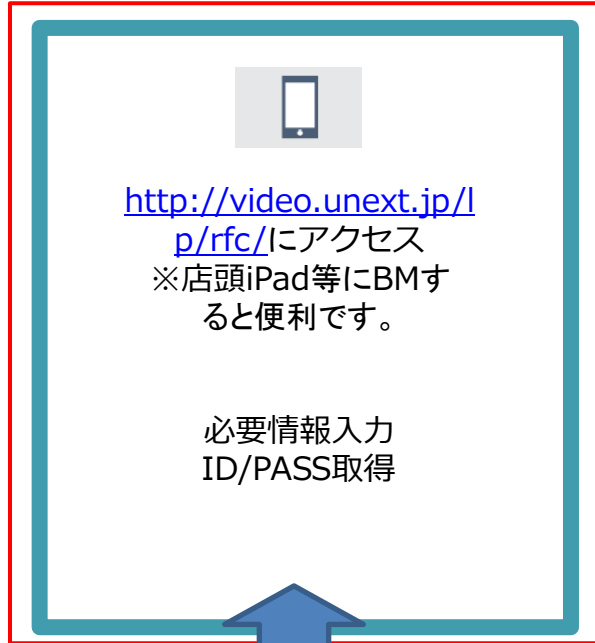 http://video.unext.jp/l
p/rfc/にアクセス
※店頭iPad等にBMす
ると便利です。
必要情報入力
ID/PASS取得